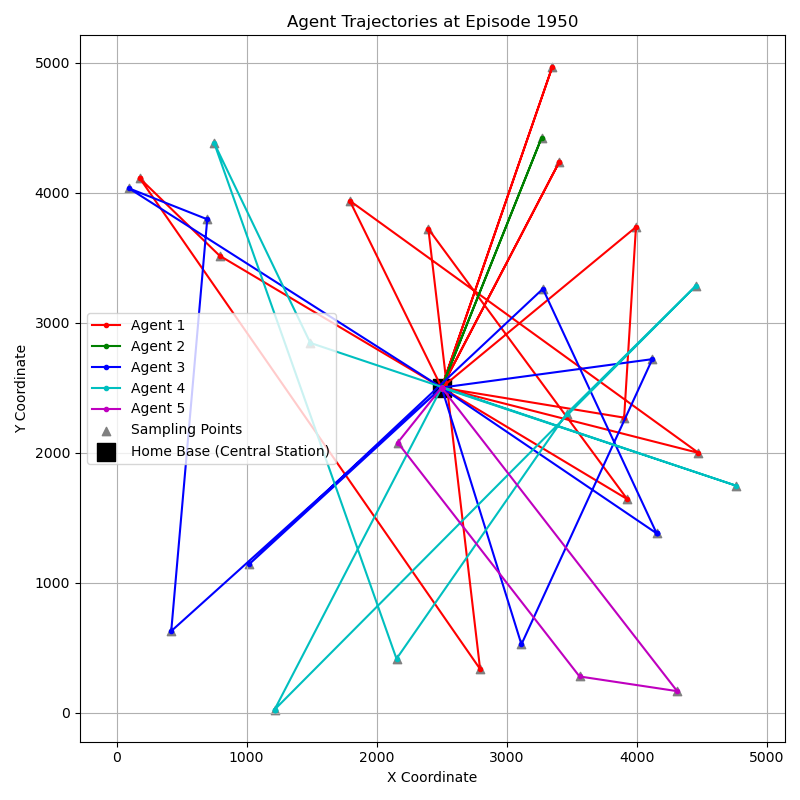 Agent Trajectories at Episode 1950
Y Coordinate
5000
4000
3000
2000
1000
0
Agent 1
Agent 2
Agent 3
Agent 4
Agent 5
Sampling Points
Home Base (Central Station)
0 1000 2000 3000 4000 5000
X Coordinate